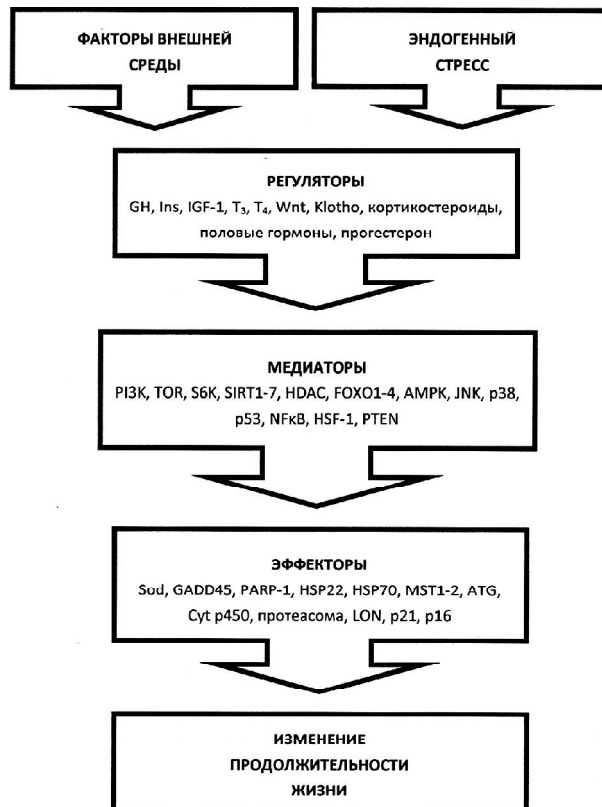 ФАКТОРЫ ВНЕШНЕЙ
СРЕДЫ
ЭНДОГЕННЫЙ
СТРЕСС
РЕГУЛЯТОРЫ
GH, Ins, IGF-1, T₃, T₄, Wnt, Klotho, кортикостероиды,
половые гормоны, прогестерон
МЕДИАТОРЫ
PI3K, TOR, S6K, SIRT1-7, HDAC, FOXO1-4, AMPK, JNK, p38,
p53, NFκB, HSF-1, PTEN
ЭФФЕКТОРЫ
Sod, GADD45, PARP-1, HSP22, HSP70, MST1-2, ATG,
Cyt p450, протеасома, LON, p21, p16
ИЗМЕНЕНИЕ
ПРОДОЛЖИТЕЛЬНОСТИ
ЖИЗНИ